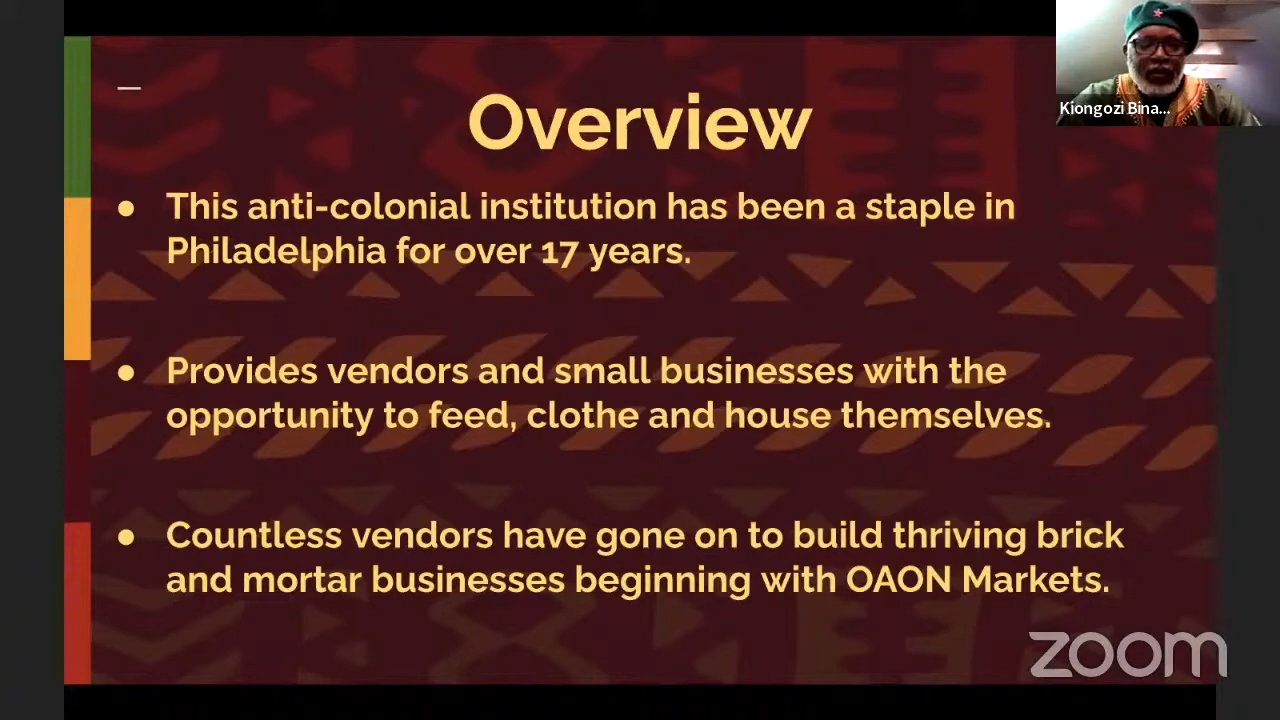 Kiongozi Bina...
Overview
● This anti-colonial institution has been a staple in
Philadelphia for over 17 years.
● Provides vendors and small businesses with the
opportunity to feed, clothe and house themselves.
● Countless vendors have gone on to build thriving brick
and mortar businesses beginning with OAON Markets.
zoom